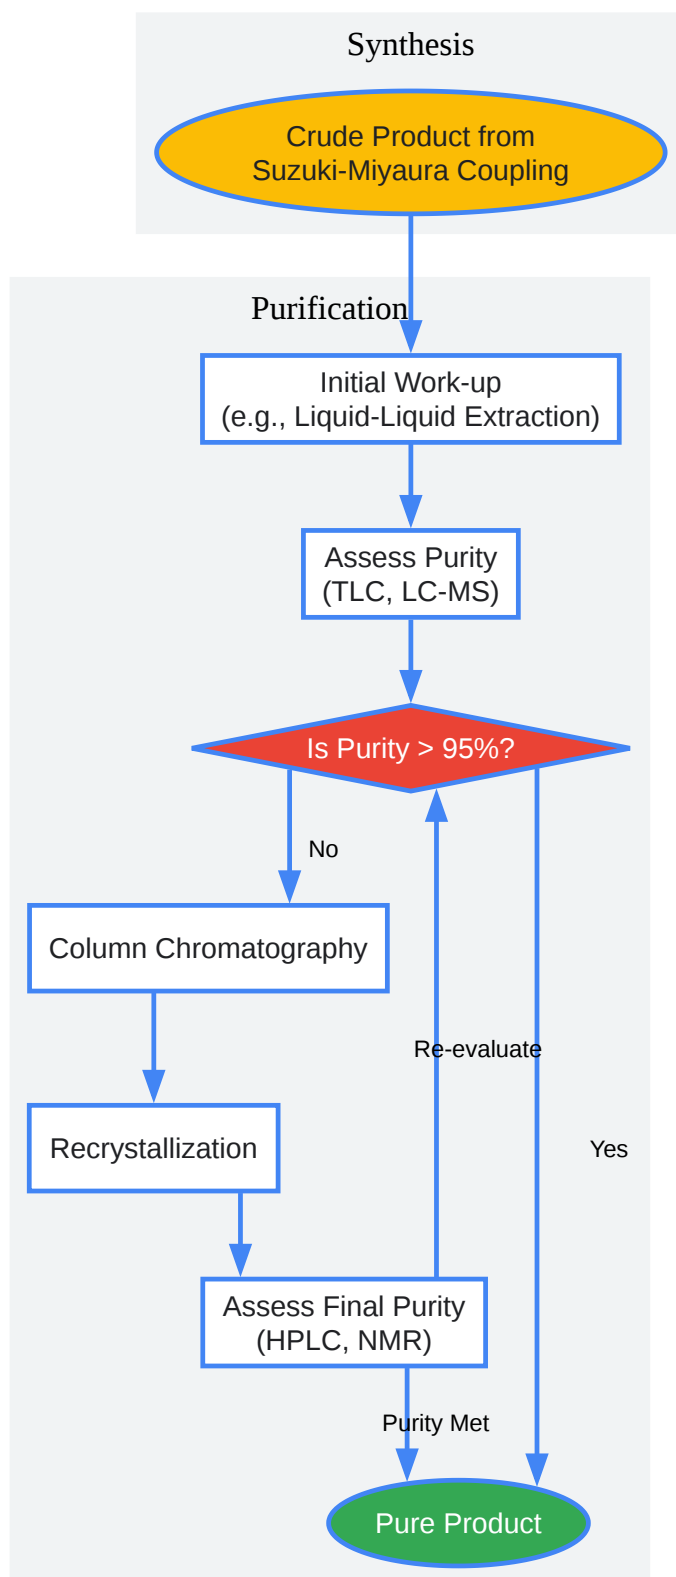 Synthesis
Crude Product from
Suzuki-Miyaura Coupling
Purification
Initial Work-up
(e.g., Liquid-Liquid Extraction)
Assess Purity
(TLC, LC-MS)
Is Purity > 95%?
No
Column Chromatography
Re-evaluate
Recrystallization
Yes
Assess Final Purity
(HPLC, NMR)
Purity Met
Pure Product